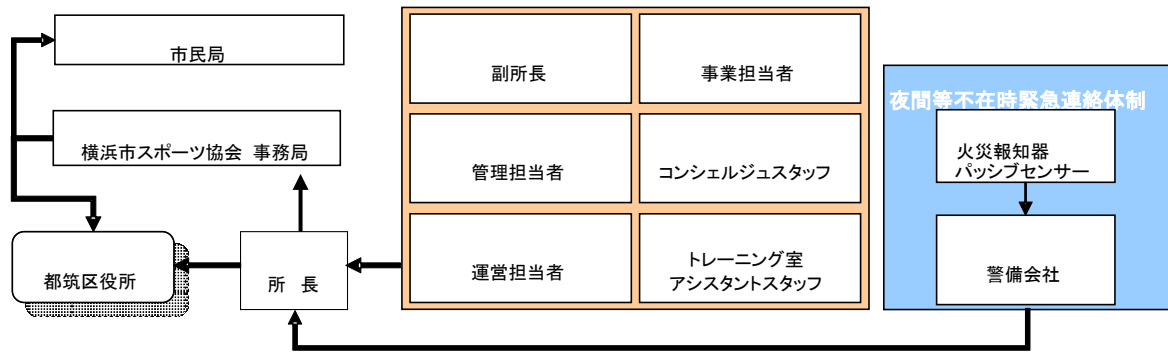 市民局
横浜市スポーツ協会 事務局
都筑区役所
所 長
副所長
事業担当者
管理担当者
コンシェルジュスタッフ
運営担当者
トレーニング室
アシスタントスタッフ
夜間等不在時緊急連絡体制
火災報知器
パッシブセンサー
警備会社